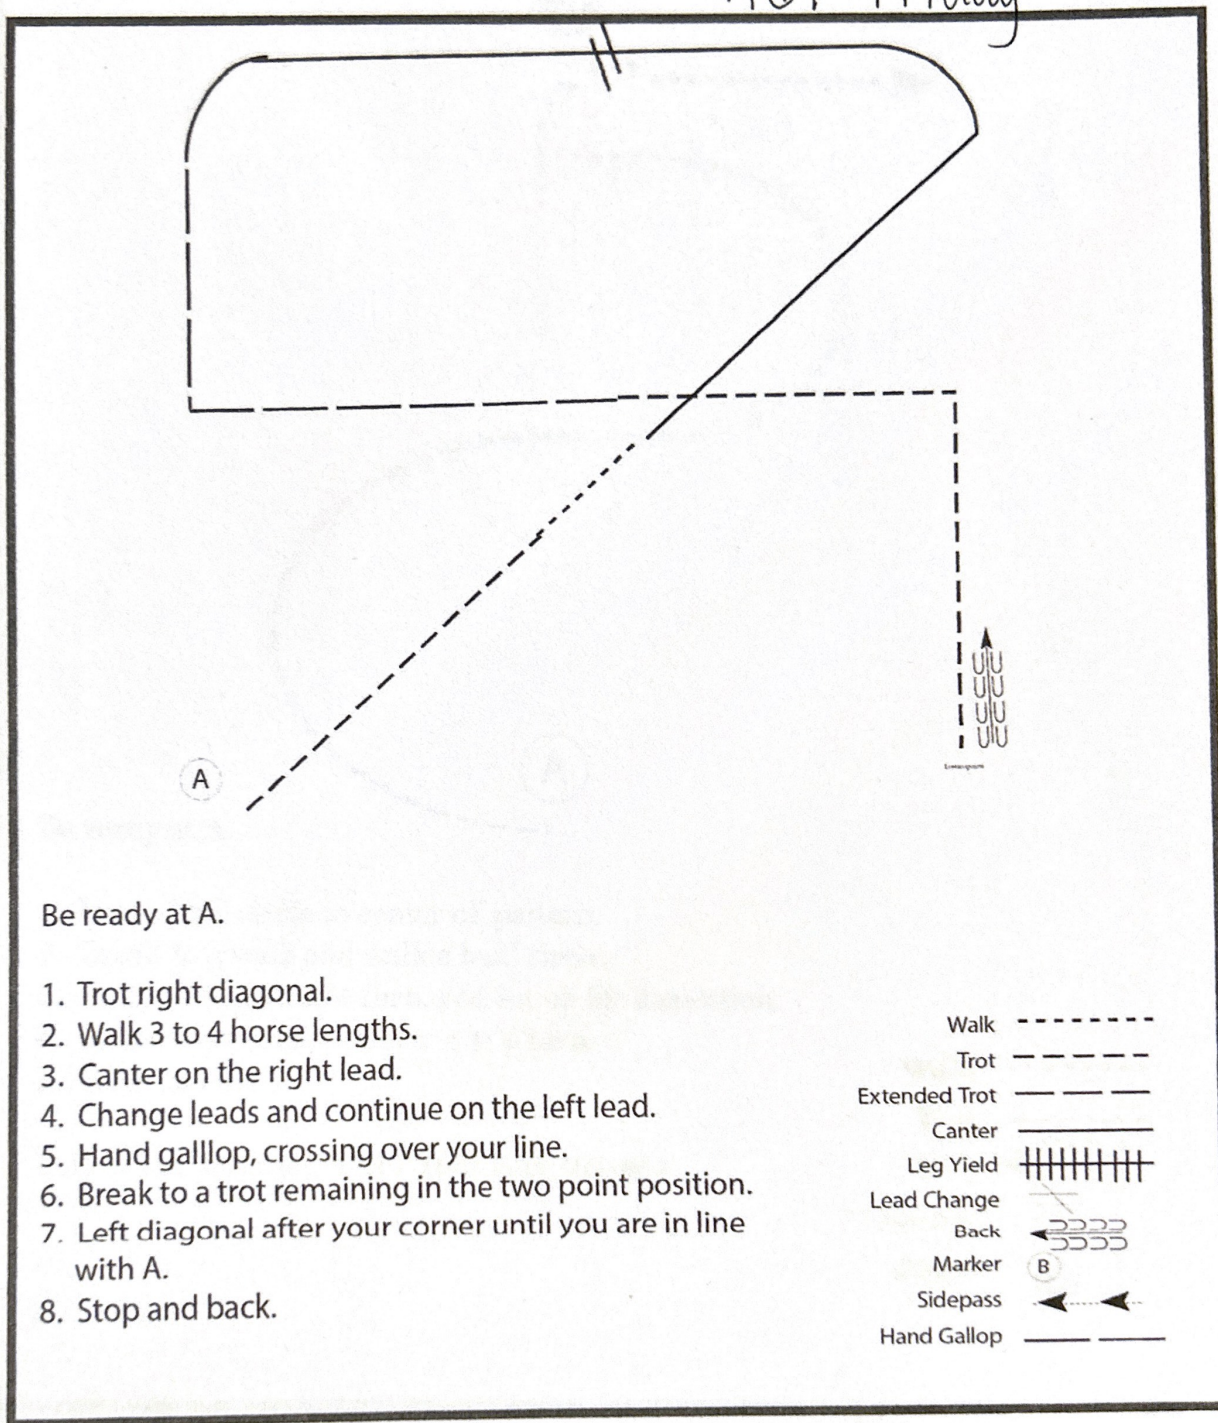 A
Be ready at A.
1. Trot right diagonal.
2. Walk 3 to 4 horse lengths.
3. Canter on the right lead.
4. Change leads and continue on the left lead.
5. Hand galllop, crossing over your line.
6. Break to a trot remaining in the two point position.
7. Left diagonal after your corner until you are in line
with A.
8. Stop and back.
Walk
Trot
Extended Trot
Canter
Leg Yield
Lead Change
Back
Marker B
Sidepass
Hand Gallop